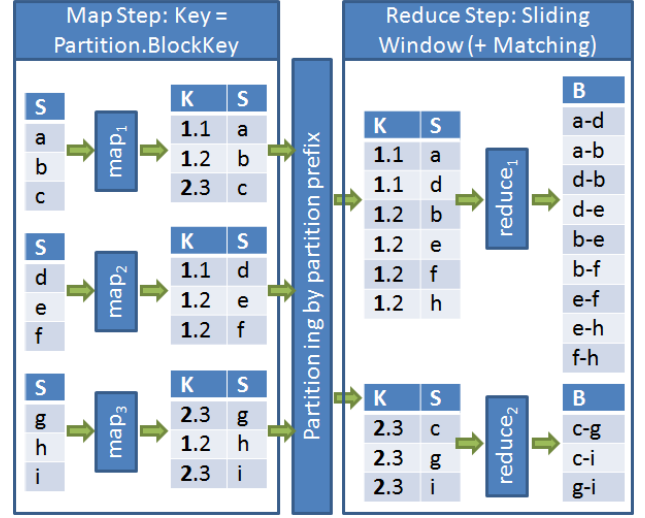 Map Step: Key =
Partition.BlockKey
S
a
b
c
map1
K S
1.1 a
1.2 b
2.3 c
S
d
e
f
map2
K S
1.1 d
1.2 e
1.2 f
S
g
h
i
map3
K S
2.3 g
1.2 h
2.3 i
Partitioning by partition prefix
Reduce Step: Sliding
Window (+ Matching)
K S
1.1 a
1.1 d
1.2 b
1.2 e
1.2 f
1.2 h
reduce1
B
a-d
a-b
d-b
d-e
b-e
b-f
e-f
e-h
f-h
K S
2.3 c
2.3 g
2.3 i
reduce2
B
c-g
c-i
g-i